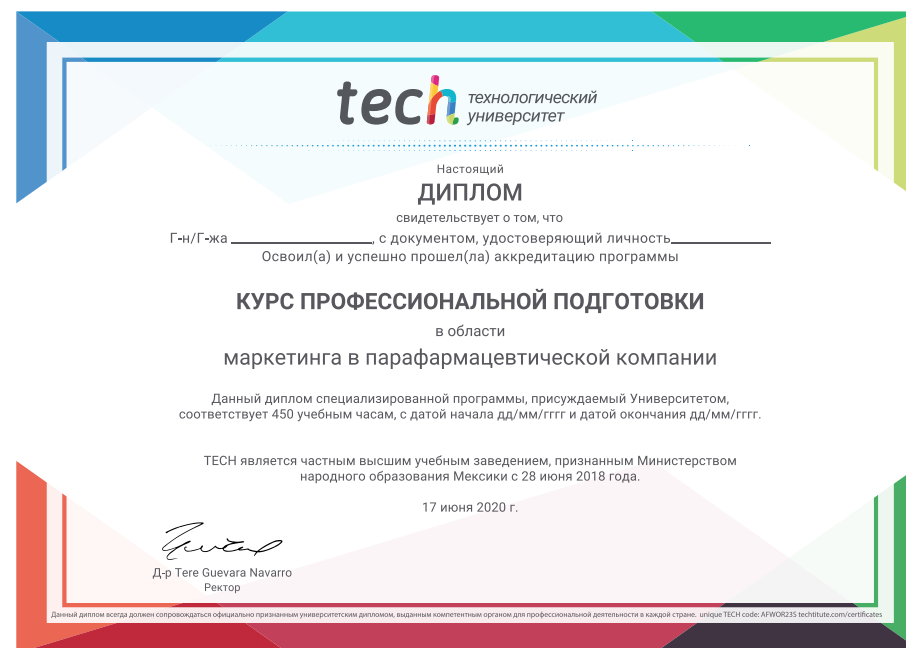 tech технологический
университет
Настоящий
ДИПЛОМ
свидетельствует о том, что
Г-н/Г-жа ____________________, с документом, удостоверяющий личность______________
Освоил(а) и успешно прошел(ла) аккредитацию программы
КУРС ПРОФЕССИОНАЛЬНОЙ ПОДГОТОВКИ
в области
маркетинга в парафармацевтической компании
Данный диплом специализированной программы, присуждаемый Университетом,
соответствует 450 учебным часам, с датой начала дд/мм/гггг и датой окончания дд/мм/гггг.
TECH является частным высшим учебным заведением, признанным Министерством
народного образования Мексики с 28 июня 2018 года.
17 июня 2020 г.
Д-р Tere Guevara Navarro
Ректор
Данный диплом всегда должен сопровождаться официально признанным университетским дипломом, выданным компетентным органом для профессиональной деятельности в каждой стране. unique TECH code: AFWOR23S techtitute.com/certificates